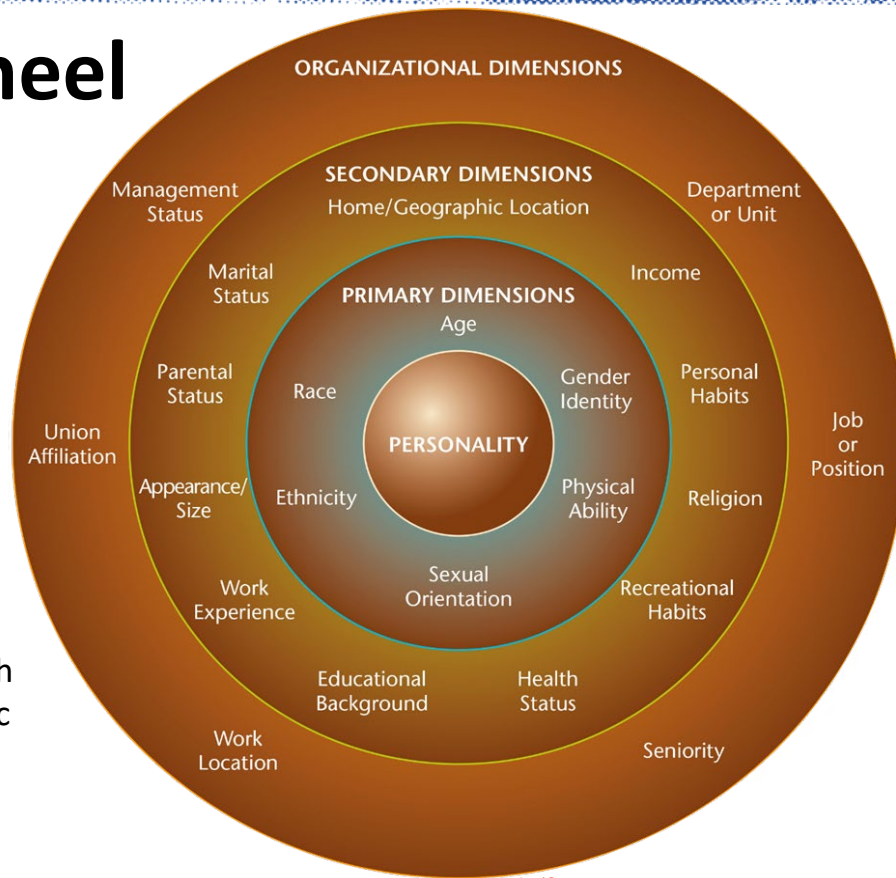 heel
ORGANIZATIONAL DIMENSIONS
SECONDARY DIMENSIONS
Home/Geographic Location
Management
Status
Department
or Unit
Marital
Status
Income
PRIMARY DIMENSIONS
Age
Parental
Status
Race
Gender
Identity
Personal
Habits
Union
Affiliation
PERSONALITY
Job
or
Position
Appearance/
Size
Ethnicity
Physical
Ability
Religion
Work
Experience
Sexual
Orientation
Recreational
Habits
h
c
Educational
Background
Health
Status
Work
Location
Seniority